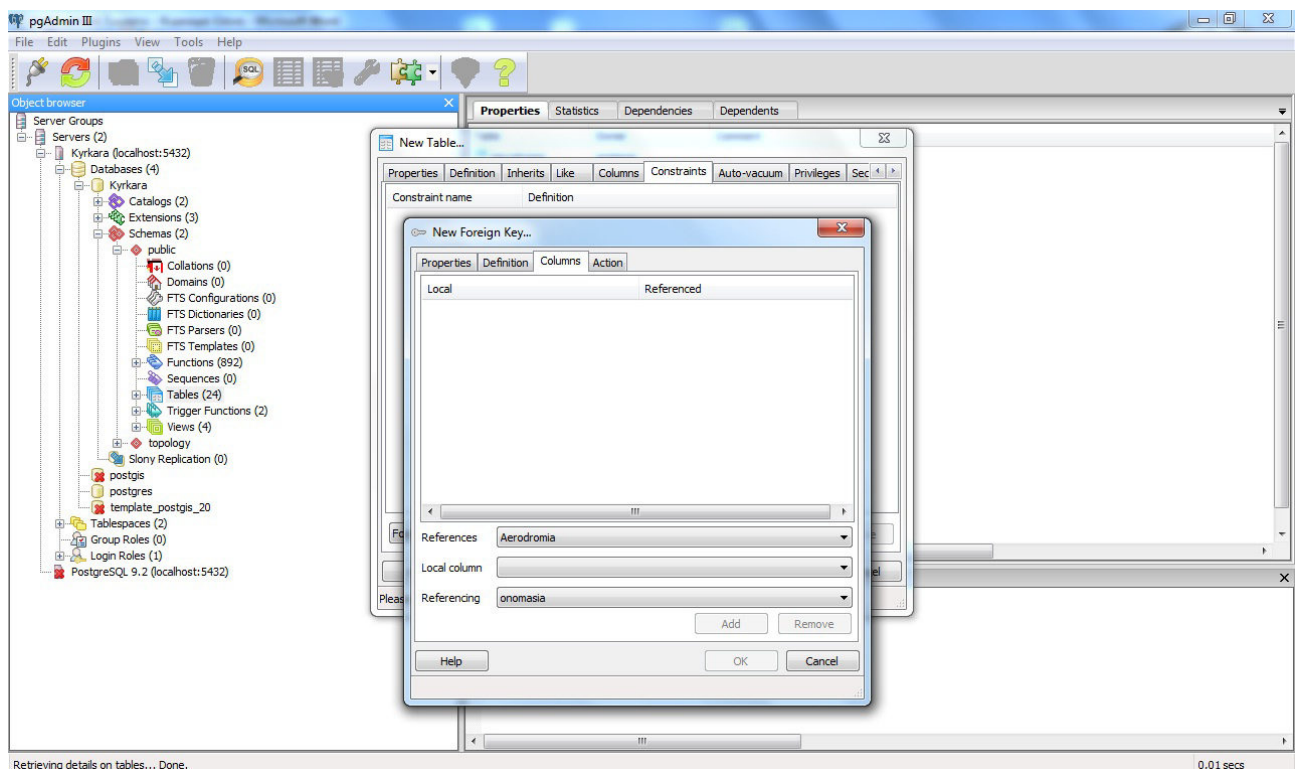 pgAdmin III
File Edit Plugins View Tools Help
SQL
Object browser
Server Groups
Servers (2)
Kyrkara (localhost:5432)
Databases (4)
Kyrkara
Catalogs (2)
Extensions (3)
Schemas (2)
public
Collations (0)
Domains (0)
FTS Configurations (0)
FTS Dictionaries (0)
FTS Parsers (0)
FTS Templates (0)
Functions (892)
Sequences (0)
Tables (24)
Trigger Functions (2)
Views (4)
topology
Slony Replication (0)
postgis
postgres
template_postgis_20
Tablespaces (2)
Group Roles (0)
Login Roles (1)
PostgreSQL 9.2 (localhost:5432)
Properties Statistics Dependencies Dependents
New Table...
Properties Definition Inherits Like Columns Constraints Auto-vacuum Privileges Sec
Constraint name Definition
New Foreign Key...
Properties Definition Columns Action
Local Referenced
References Aerodromia
Local column
Referencing onomasia
Add Remove
Help OK Cancel
Retrieving details on tables... Done. 0.01 secs